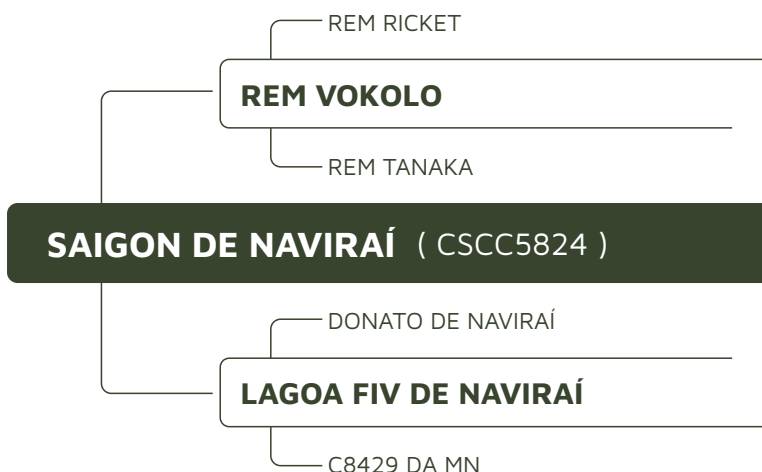 REM RICKET
REM VOKOLO
REM TANAKA
SAIGON DE NAVIRAÍ ( CSCC5824 )
DONATO DE NAVIRAÍ
LAGOA FIV DE NAVIRAÍ
C8429 DA MN